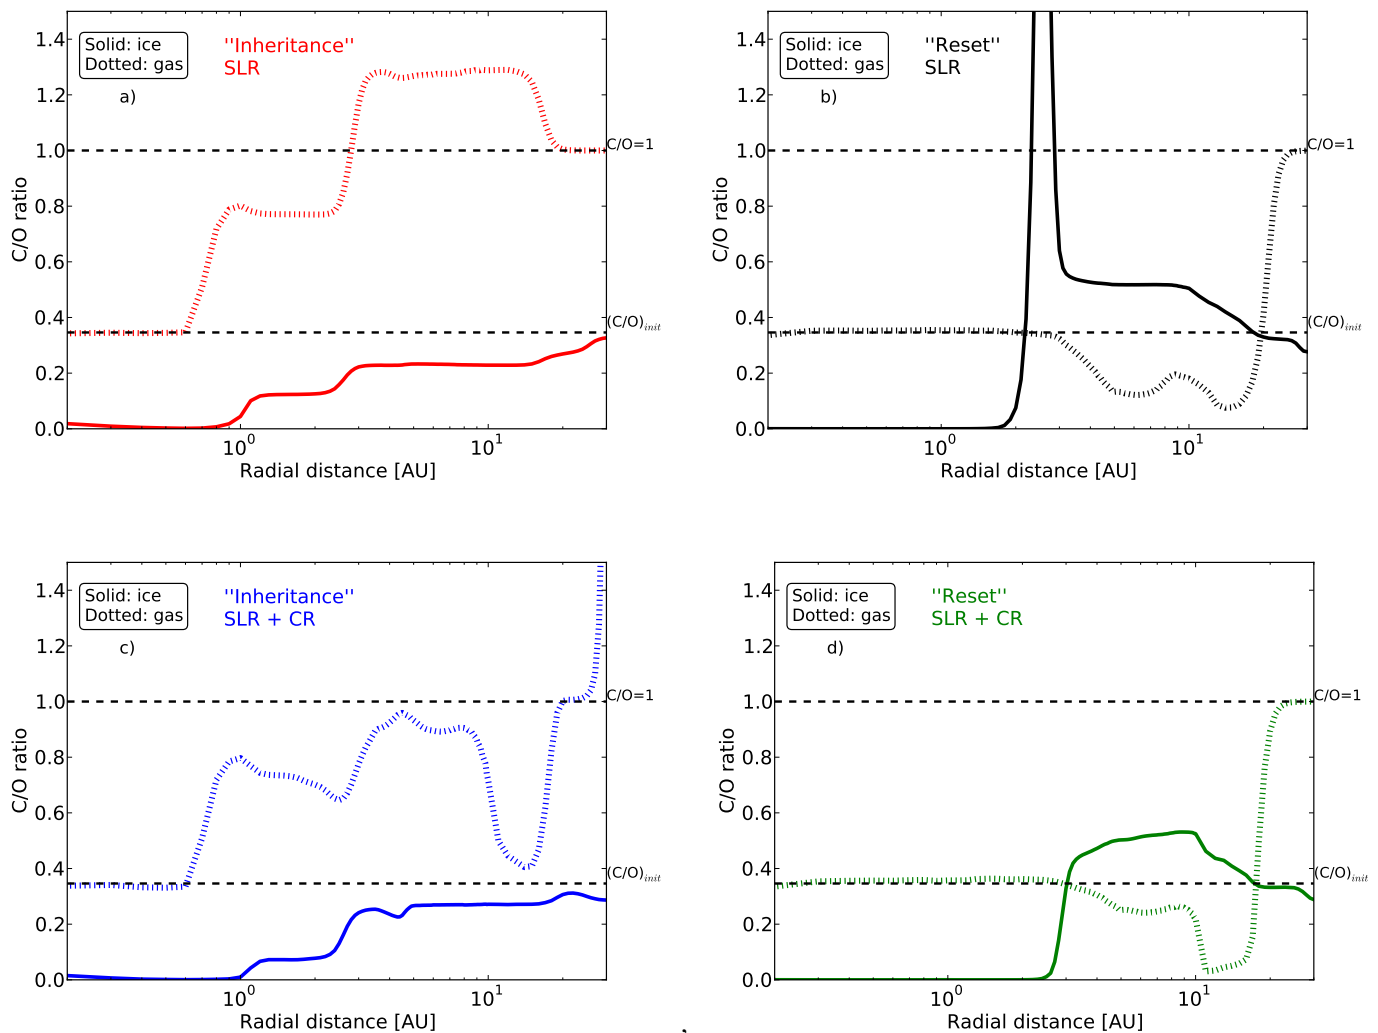 Solid: ice
Dotted: gas
''Inheritance''
SLR
a)
C/O=1
(C/O)init
1.4
1.2
1.0
0.8
0.6
0.4
0.2
0.0
C/O ratio
10^0
10^1
Radial distance [AU]
Solid: ice
Dotted: gas
''Reset''
SLR
b)
C/O=1
(C/O)init
1.4
1.2
1.0
0.8
0.6
0.4
0.2
0.0
C/O ratio
10^0
10^1
Radial distance [AU]
Solid: ice
Dotted: gas
''Inheritance''
SLR + CR
c)
C/O=1
(C/O)init
1.4
1.2
1.0
0.8
0.6
0.4
0.2
0.0
C/O ratio
10^0
10^1
Radial distance [AU]
Solid: ice
Dotted: gas
''Reset''
SLR + CR
d)
C/O=1
(C/O)init
1.4
1.2
1.0
0.8
0.6
0.4
0.2
0.0
C/O ratio
10^0
10^1
Radial distance [AU]